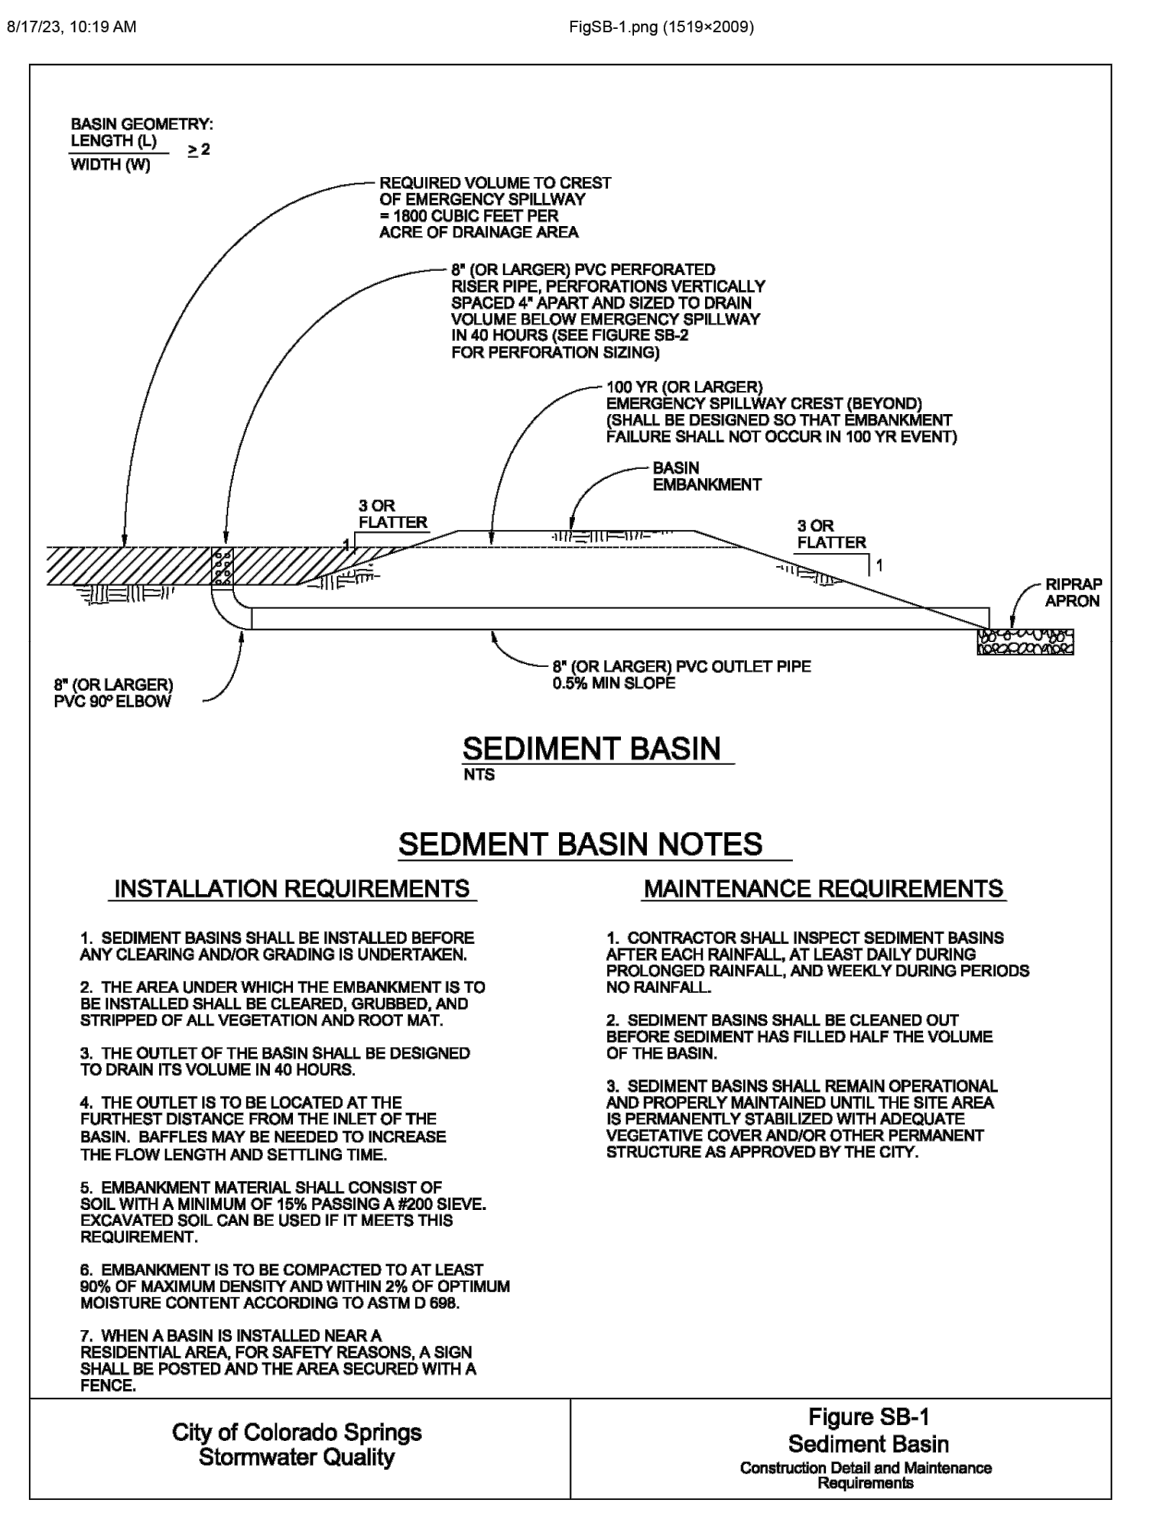 8/17/23, 10:19 AM
FigSB-1.png (1519×2009)
BASIN GEOMETRY:
LENGTH (L)
≥ 2
WIDTH (W)
REQUIRED VOLUME TO CREST
OF EMERGENCY SPILLWAY
= 1800 CUBIC FEET PER
ACRE OF DRAINAGE AREA
8" (OR LARGER) PVC PERFORATED
RISER PIPE, PERFORATIONS VERTICALLY
SPACED 4" APART AND SIZED TO DRAIN
VOLUME BELOW EMERGENCY SPILLWAY
IN 40 HOURS (SEE FIGURE SB-2
FOR PERFORATION SIZING)
100 YR (OR LARGER)
EMERGENCY SPILLWAY CREST (BEYOND)
(SHALL BE DESIGNED SO THAT EMBANKMENT
FAILURE SHALL NOT OCCUR IN 100 YR EVENT)
BASIN
EMBANKMENT
3 OR
FLATTER
1
3 OR
FLATTER
1
RIPRAP
APRON
8" (OR LARGER) PVC OUTLET PIPE
0.5% MIN SLOPE
8" (OR LARGER)
PVC 90º ELBOW
SEDIMENT BASIN
NTS
SEDMENT BASIN NOTES
INSTALLATION REQUIREMENTS
1. SEDIMENT BASINS SHALL BE INSTALLED BEFORE
ANY CLEARING AND/OR GRADING IS UNDERTAKEN.
2. THE AREA UNDER WHICH THE EMBANKMENT IS TO
BE INSTALLED SHALL BE CLEARED, GRUBBED, AND
STRIPPED OF ALL VEGETATION AND ROOT MAT.
3. THE OUTLET OF THE BASIN SHALL BE DESIGNED
TO DRAIN ITS VOLUME IN 40 HOURS.
4. THE OUTLET IS TO BE LOCATED AT THE
FURTHEST DISTANCE FROM THE INLET OF THE
BASIN. BAFFLES MAY BE NEEDED TO INCREASE
THE FLOW LENGTH AND SETTLING TIME.
5. EMBANKMENT MATERIAL SHALL CONSIST OF
SOIL WITH A MINIMUM OF 15% PASSING A #200 SIEVE.
EXCAVATED SOIL CAN BE USED IF IT MEETS THIS
REQUIREMENT.
6. EMBANKMENT IS TO BE COMPACTED TO AT LEAST
90% OF MAXIMUM DENSITY AND WITHIN 2% OF OPTIMUM
MOISTURE CONTENT ACCORDING TO ASTM D 698.
7. WHEN A BASIN IS INSTALLED NEAR A
RESIDENTIAL AREA, FOR SAFETY REASONS, A SIGN
SHALL BE POSTED AND THE AREA SECURED WITH A
FENCE.
MAINTENANCE REQUIREMENTS
1. CONTRACTOR SHALL INSPECT SEDIMENT BASINS
AFTER EACH RAINFALL, AT LEAST DAILY DURING
PROLONGED RAINFALL, AND WEEKLY DURING PERIODS
NO RAINFALL.
2. SEDIMENT BASINS SHALL BE CLEANED OUT
BEFORE SEDIMENT HAS FILLED HALF THE VOLUME
OF THE BASIN.
3. SEDIMENT BASINS SHALL REMAIN OPERATIONAL
AND PROPERLY MAINTAINED UNTIL THE SITE AREA
IS PERMANENTLY STABILIZED WITH ADEQUATE
VEGETATIVE COVER AND/OR OTHER PERMANENT
STRUCTURE AS APPROVED BY THE CITY.
City of Colorado Springs
Stormwater Quality
Figure SB-1
Sediment Basin
Construction Detail and Maintenance
Requirements